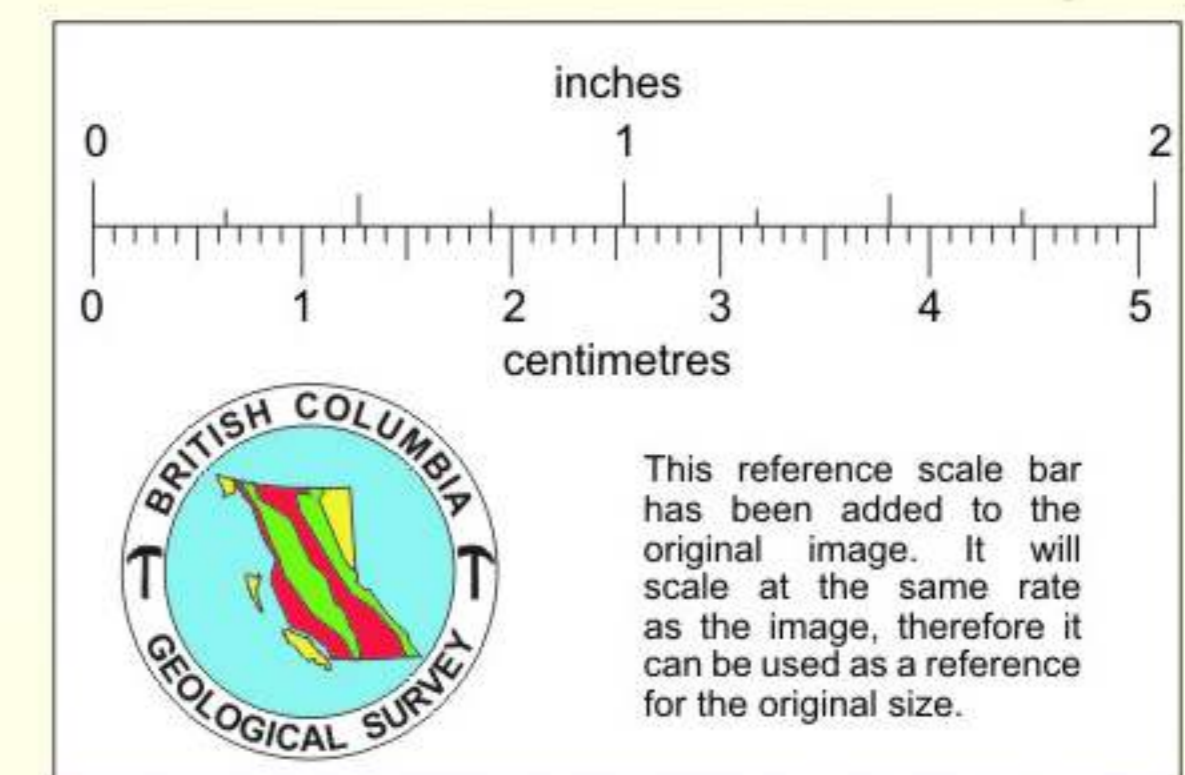 inches
0 1 2
0 1 2 3 4 5
centimetres
BRITISH COLUMBIA
GEOLOGICAL SURVEY
This reference scale bar
has been added to the
original image. It will
scale at the same rate
as the image, therefore it
can be used as a reference
for the original size.